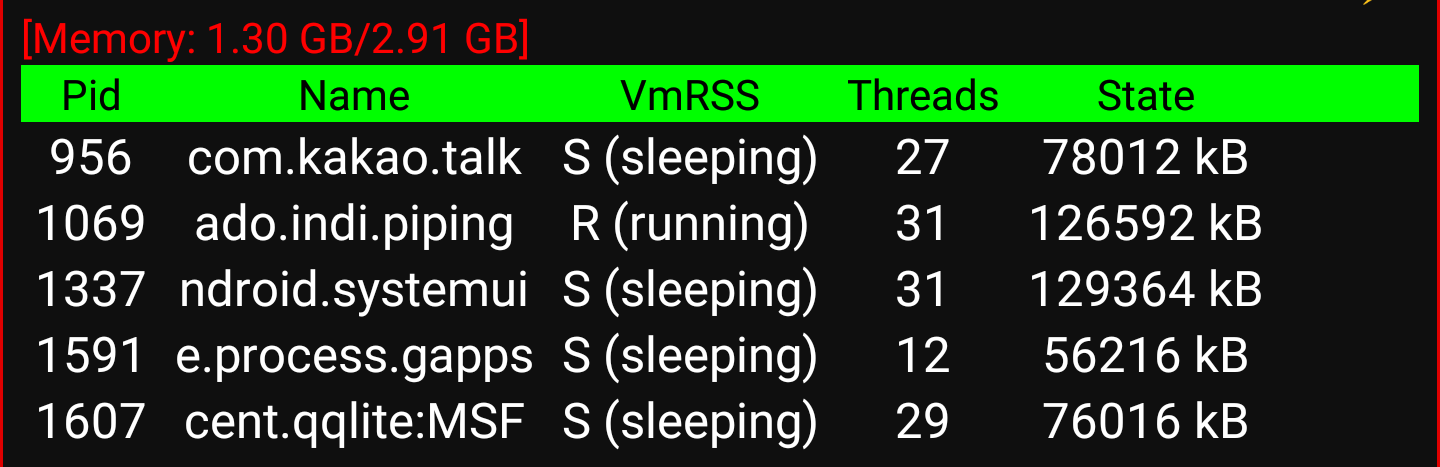 [Memory: 1.30 GB/2.91 GB]
Pid Name VmRSS Threads State
956 com.kakao.talk S (sleeping) 27 78012 kB
1069 ado.indi.piping R (running) 31 126592 kB
1337 ndroid.systemui S (sleeping) 31 129364 kB
1591 e.process.gapps S (sleeping) 12 56216 kB
1607 cent.qqlite:MSF S (sleeping) 29 76016 kB